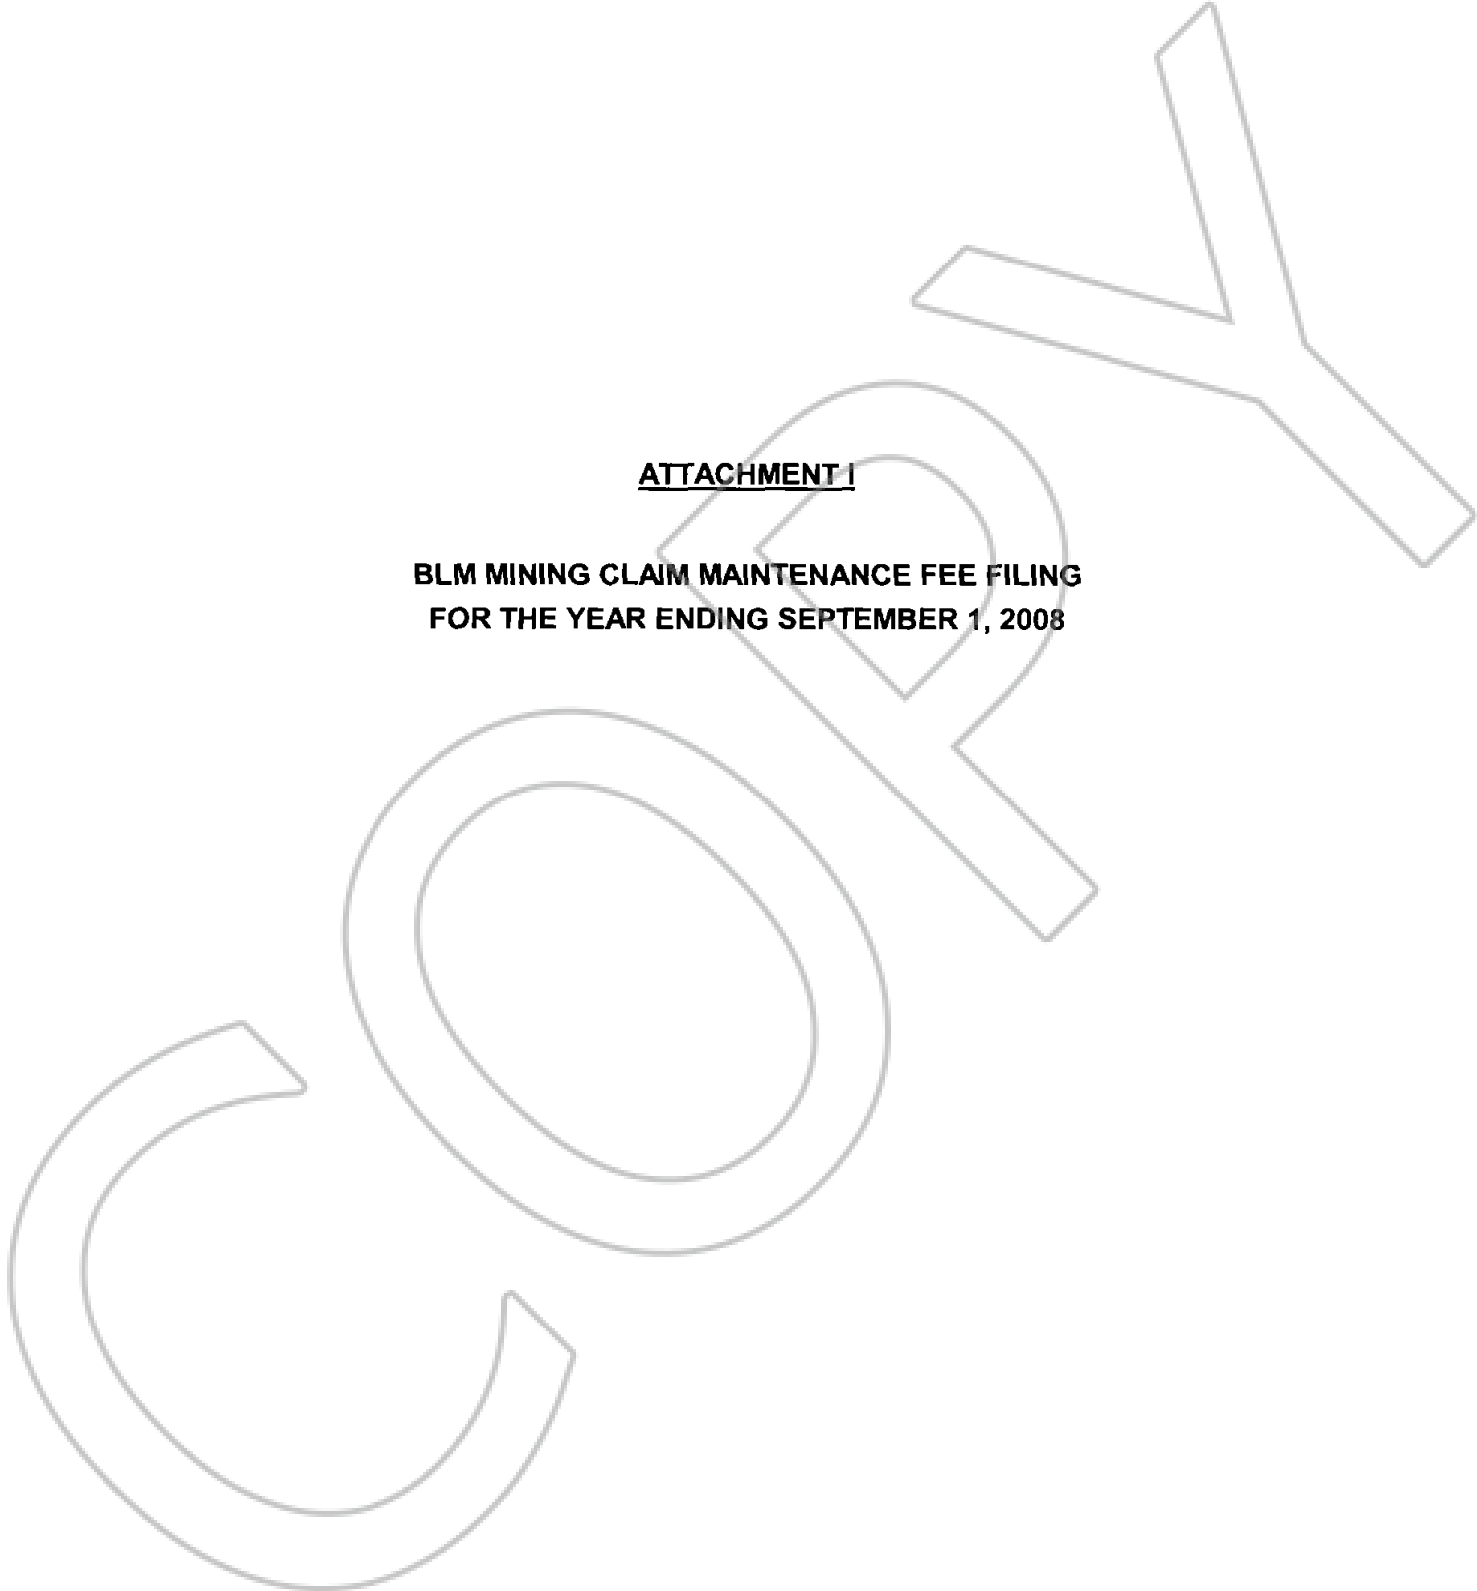 ATTACHMENT I
BLM MINING CLAIM MAINTENANCE FEE FILING
FOR THE YEAR ENDING SEPTEMBER 1, 2008
COPY